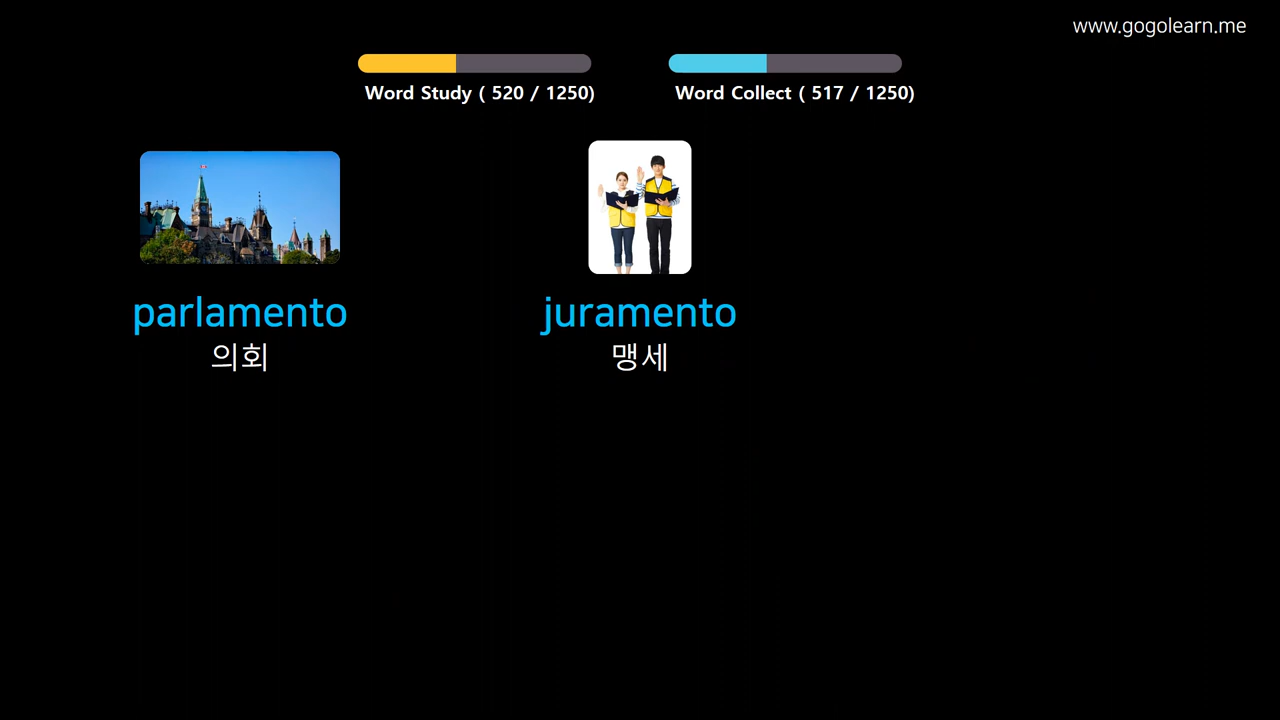 www.gogolearn.me
Word Study ( 520 / 1250)
Word Collect ( 517 / 1250)
parlamento
의회
juramento
맹세